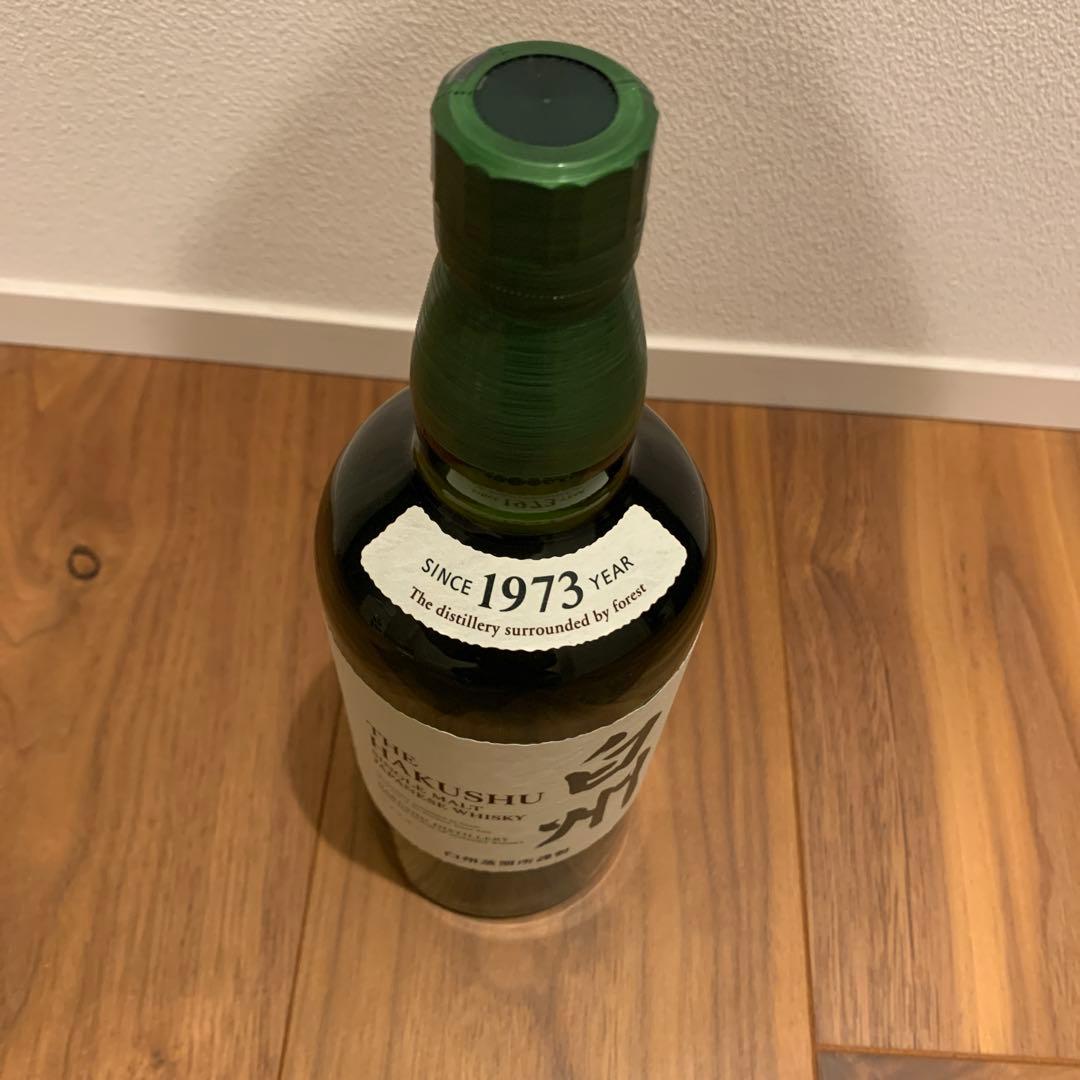 SINCE 1973 YEAR
The distillery surrounded by forest
THE
HAKUSHU
SINGLE MALT
JAPANESE WHISKY
白州
DISTILLERY
白州蒸溜所謹製